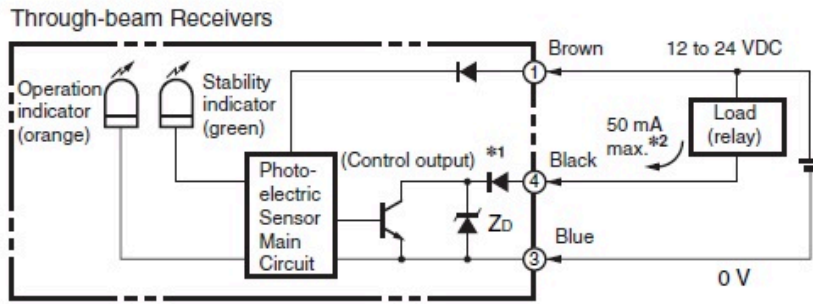 Through-beam Receivers
Operation
indicator
(orange)
Stability
indicator
(green)
Photo-
electric
Sensor
Main
Circuit
(Control output)
*1
ZD
1
4
3
Brown
Black
Blue
12 to 24 VDC
50 mA
max.*2
Load
(relay)
0 V